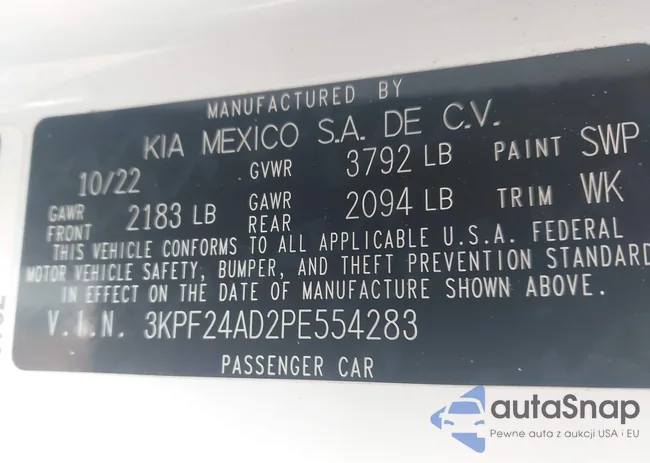 MANUFACTURED BY
KIA MEXICO S.A. DE C.V.
10/22 GVWR 3792 LB PAINT SWP
GAWR FRONT 2183 LB GAWR REAR 2094 LB TRIM WK
THIS VEHICLE CONFORMS TO ALL APPLICABLE U.S.A. FEDERAL
MOTOR VEHICLE SAFETY, BUMPER, AND THEFT PREVENTION STANDARD
IN EFFECT ON THE DATE OF MANUFACTURE SHOWN ABOVE.
V.I.N. 3KPF24AD2PE554283
PASSENGER CAR
autaSnap
Pewne auta z aukcji USA i EU